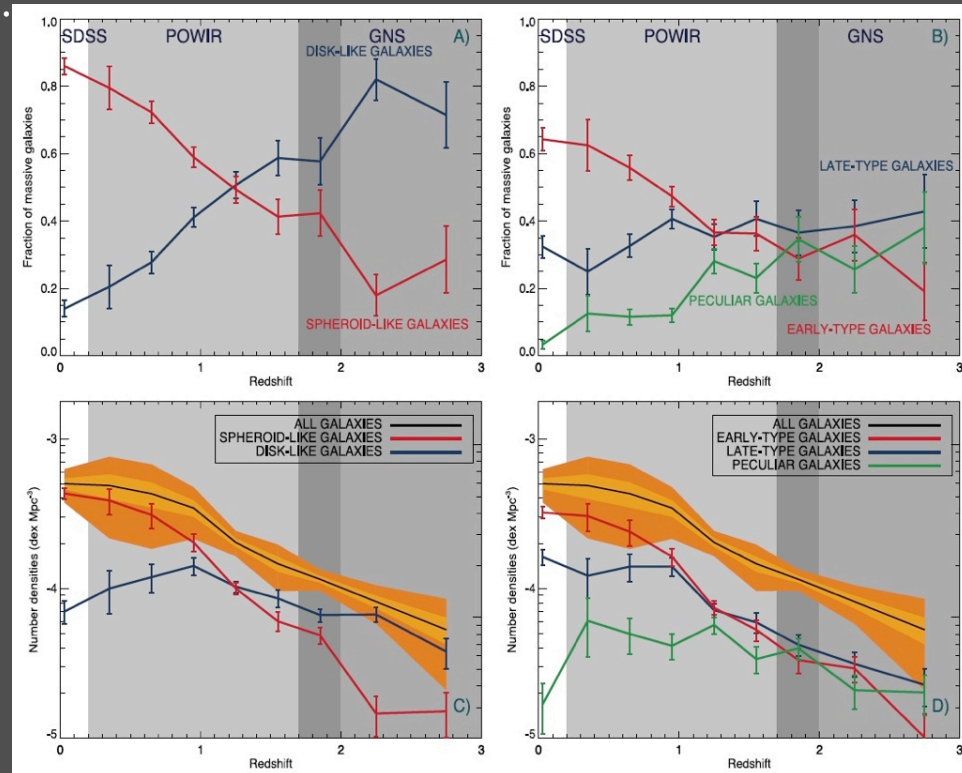 SDSS POWIR GNS A)
DISK-LIKE GALAXIES
SPHEROID-LIKE GALAXIES
Fraction of massive galaxies
1.0
0.8
0.6
0.4
0.2
0.0
0 1 2 3
Redshift
SDSS POWIR GNS B)
LATE-TYPE GALAXIES
PECULIAR GALAXIES
EARLY-TYPE GALAXIES
Fraction of massive galaxies
1.0
0.8
0.6
0.4
0.2
0.0
0 1 2 3
Redshift
ALL GALAXIES
SPHEROID-LIKE GALAXIES
DISK-LIKE GALAXIES
C)
Number densities (dex Mpc⁻³)
-3
-4
-5
0 1 2 3
Redshift
ALL GALAXIES
EARLY-TYPE GALAXIES
LATE-TYPE GALAXIES
PECULIAR GALAXIES
D)
Number densities (dex Mpc⁻³)
-3
-4
-5
0 1 2 3
Redshift